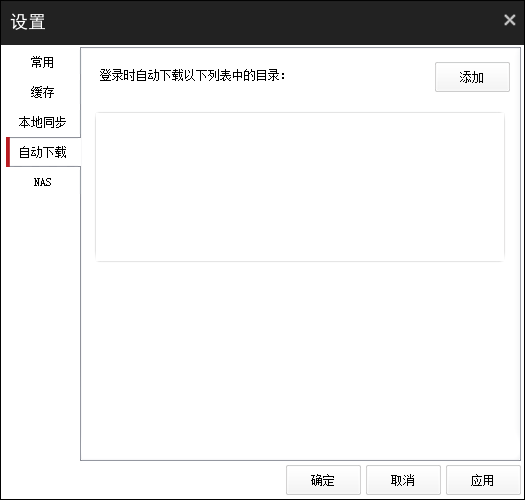 设置
常用
缓存
本地同步
自动下载
NAS
登录时自动下载以下列表中的目录：
添加
确定
取消
应用